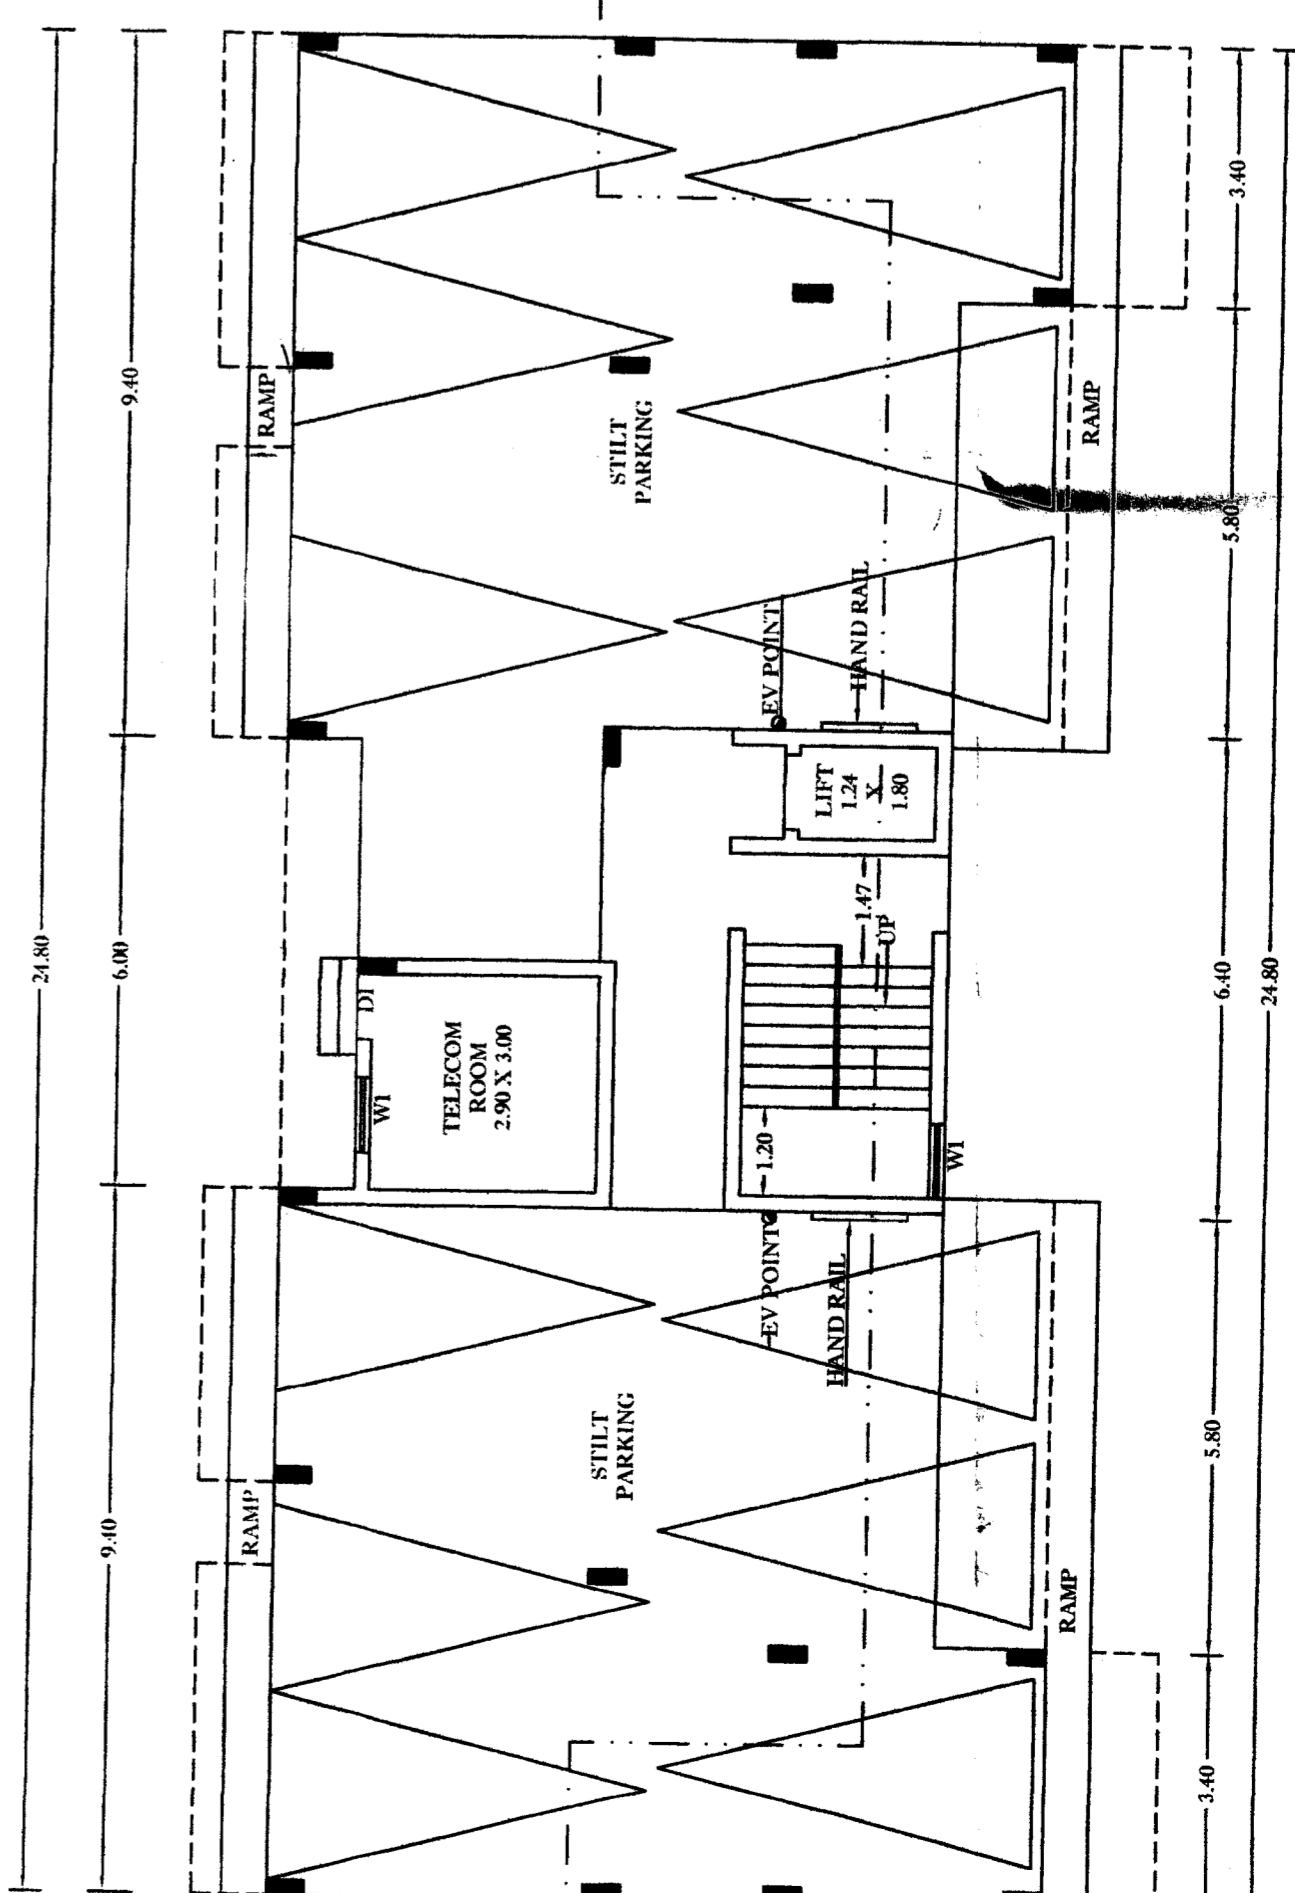 24.80
9.40
6.00
9.40
RAMP
RAMP
STILT
PARKING
EV POINT
HAND RAIL
LIFT
1.24
X
1.80
1.47
UP
D1
TELECOM
ROOM
2.90 X 3.00
W1
1.20
W1
EV POINT
HAND RAIL
STILT
PARKING
RAMP
RAMP
3.40
5.80
6.40
5.80
3.40
24.80